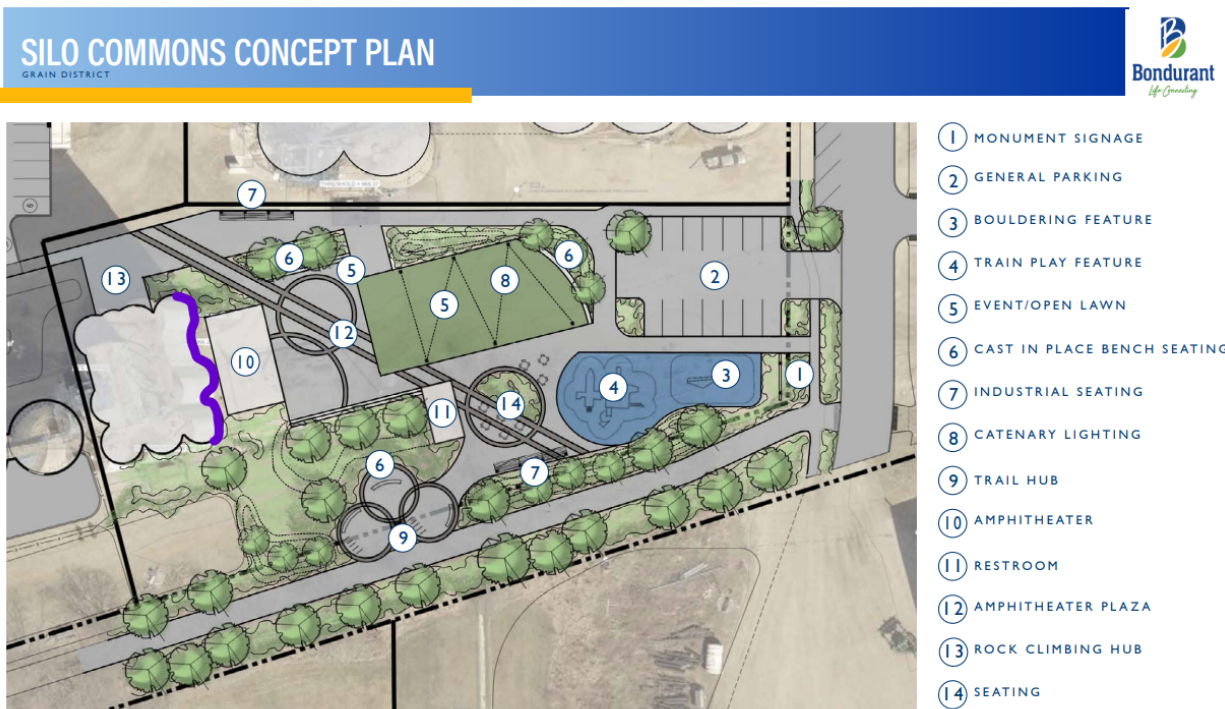 SILO COMMONS CONCEPT PLAN
GRAIN DISTRICT
Bondurant
Life Connecting
1 MONUMENT SIGNAGE
2 GENERAL PARKING
3 BOULDERING FEATURE
4 TRAIN PLAY FEATURE
5 EVENT/OPEN LAWN
6 CAST IN PLACE BENCH SEATING
7 INDUSTRIAL SEATING
8 CATENARY LIGHTING
9 TRAIL HUB
10 AMPHITHEATER
11 RESTROOM
12 AMPHITHEATER PLAZA
13 ROCK CLIMBING HUB
14 SEATING
7
6
5
6
13
8
2
5
12
10
4
3
1
14
11
6
7
9